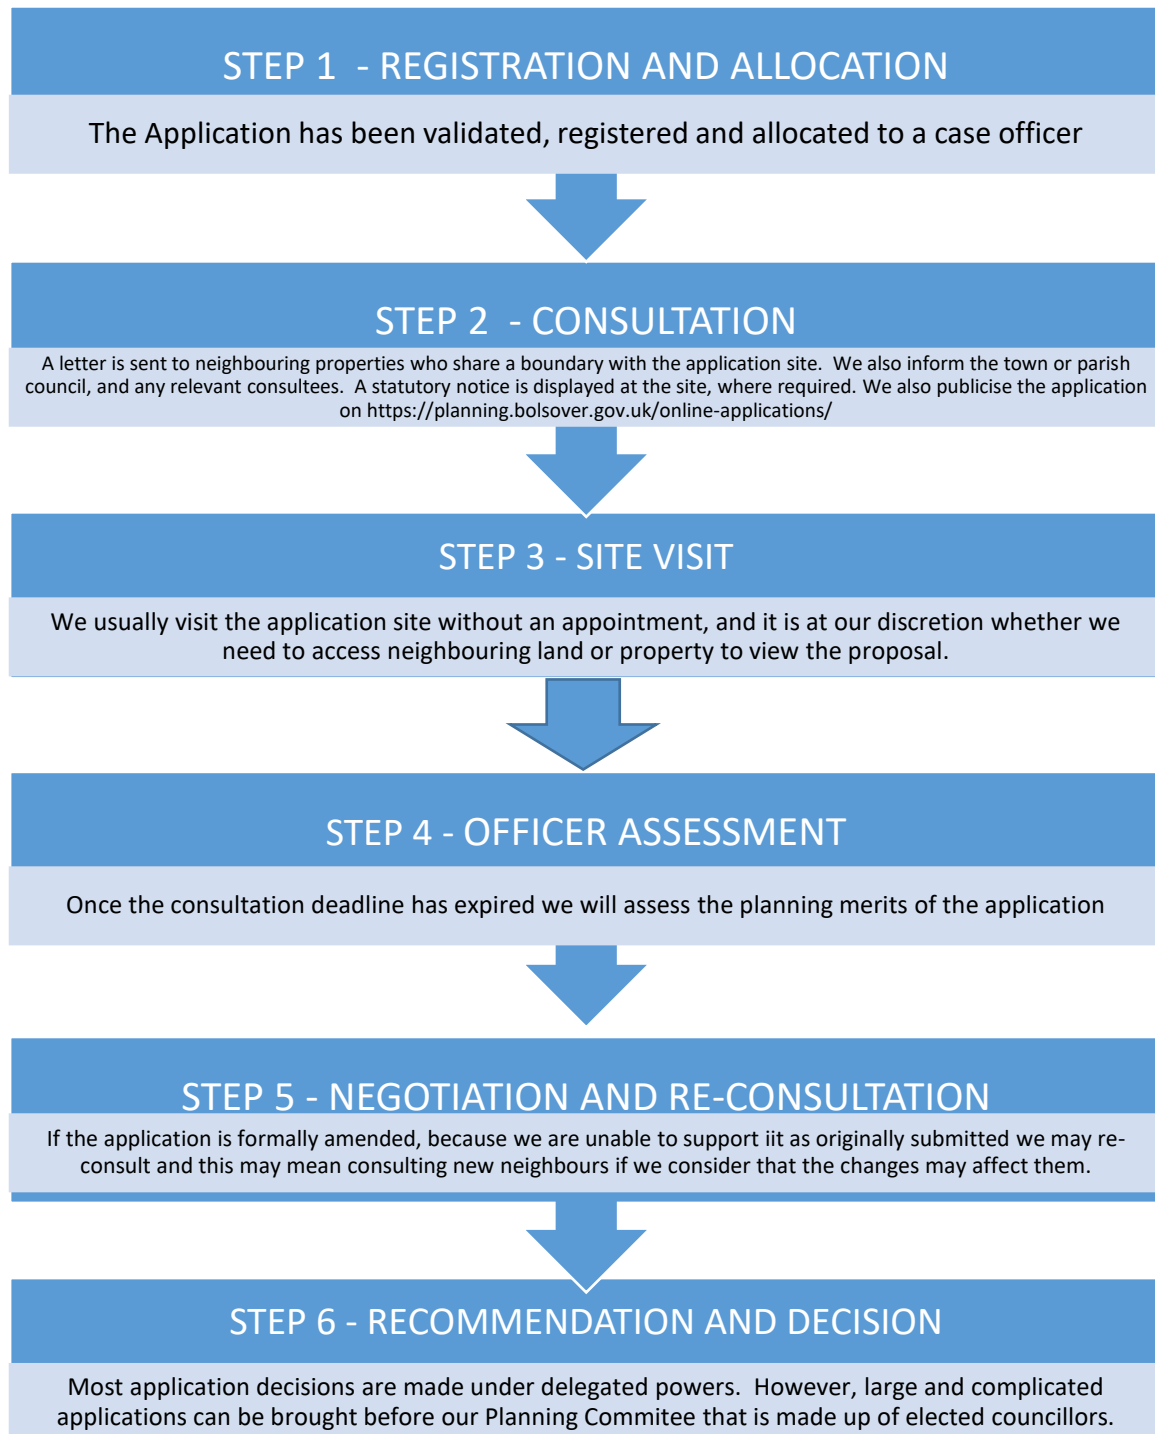 STEP 1  - REGISTRATION AND ALLOCATION
The Application has been validated, registered and allocated to a case officer
STEP 2  - CONSULTATION
A letter is sent to neighbouring properties who share a boundary with the application site.  We also inform the town or parish
council, and any relevant consultees.  A statutory notice is displayed at the site, where required. We also publicise the application
on https://planning.bolsover.gov.uk/online-applications/
STEP 3 - SITE VISIT
We usually visit the application site without an appointment, and it is at our discretion whether we
need to access neighbouring land or property to view the proposal.
STEP 4 - OFFICER ASSESSMENT
Once the consultation deadline has expired we will assess the planning merits of the application
STEP 5 - NEGOTIATION AND RE-CONSULTATION
If the application is formally amended, because we are unable to support iit as originally submitted we may re-
consult and this may mean consulting new neighbours if we consider that the changes may affect them.
STEP 6 - RECOMMENDATION AND DECISION
Most application decisions are made under delegated powers.  However, large and complicated
applications can be brought before our Planning Commitee that is made up of elected councillors.